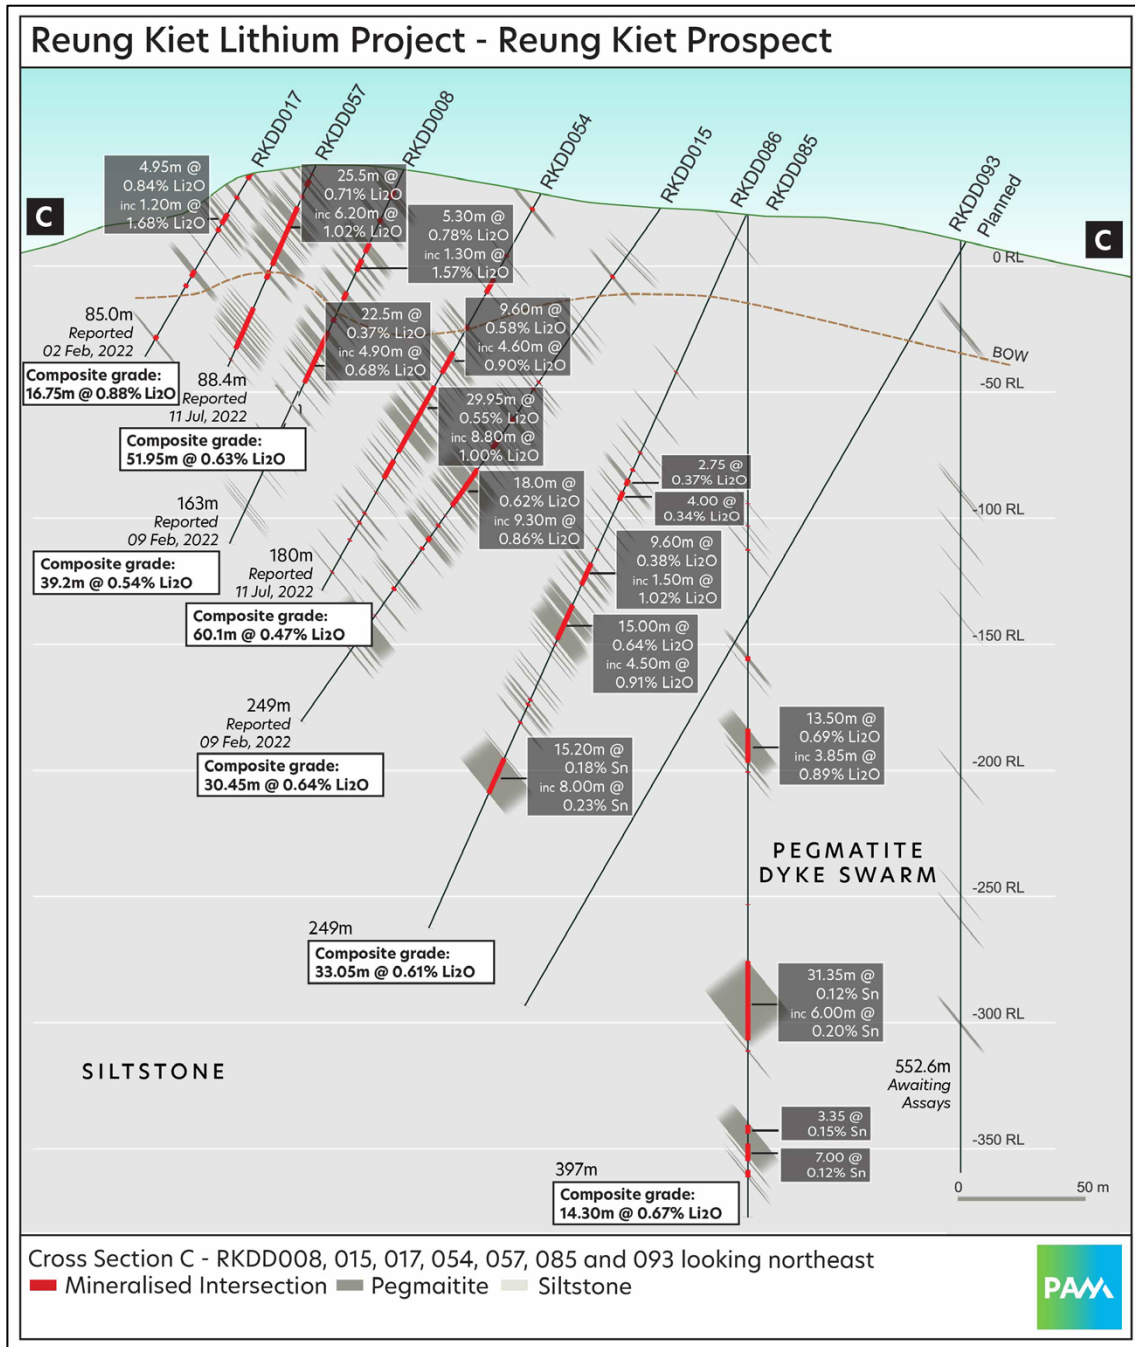 Reung Kiet Lithium Project - Reung Kiet Prospect
RKDD017
RKDD057
RKDD008
RKDD054
RKDD015
RKDD086
RKDD085
RKDD093
Planned
C
C
4.95m @
0.84% Li2O
inc 1.20m @
1.68% Li2O
25.5m @
0.71% Li2O
inc 6.20m @
1.02% Li2O
5.30m @
0.78% Li2O
inc 1.30m @
1.57% Li2O
22.5m @
0.37% Li2O
inc 4.90m @
0.68% Li2O
9.60m @
0.58% Li2O
inc 4.60m @
0.90% Li2O
29.95m @
0.55% Li2O
inc 8.80m @
1.00% Li2O
18.0m @
0.62% Li2O
inc 9.30m @
0.86% Li2O
2.75 @
0.37% Li2O
4.00 @
0.34% Li2O
9.60m @
0.38% Li2O
inc 1.50m @
1.02% Li2O
15.00m @
0.64% Li2O
inc 4.50m @
0.91% Li2O
15.20m @
0.18% Sn
inc 8.00m @
0.23% Sn
13.50m @
0.69% Li2O
inc 3.85m @
0.89% Li2O
31.35m @
0.12% Sn
inc 6.00m @
0.20% Sn
3.35 @
0.15% Sn
7.00 @
0.12% Sn
0 RL
BOW
-50 RL
-100 RL
-150 RL
-200 RL
-250 RL
-300 RL
-350 RL
85.0m
Reported
02 Feb, 2022
Composite grade:
16.75m @ 0.88% Li2O
88.4m
Reported
11 Jul, 2022
Composite grade:
51.95m @ 0.63% Li2O
163m
Reported
09 Feb, 2022
Composite grade:
39.2m @ 0.54% Li2O
180m
Reported
11 Jul, 2022
Composite grade:
60.1m @ 0.47% Li2O
249m
Reported
09 Feb, 2022
Composite grade:
30.45m @ 0.64% Li2O
249m
Composite grade:
33.05m @ 0.61% Li2O
397m
Composite grade:
14.30m @ 0.67% Li2O
552.6m
Awaiting
Assays
PEGMATITE
DYKE SWARM
SILTSTONE
0 50 m
Cross Section C - RKDD008, 015, 017, 054, 057, 085 and 093 looking northeast
Mineralised Intersection Pegmaitite Siltstone
PAM